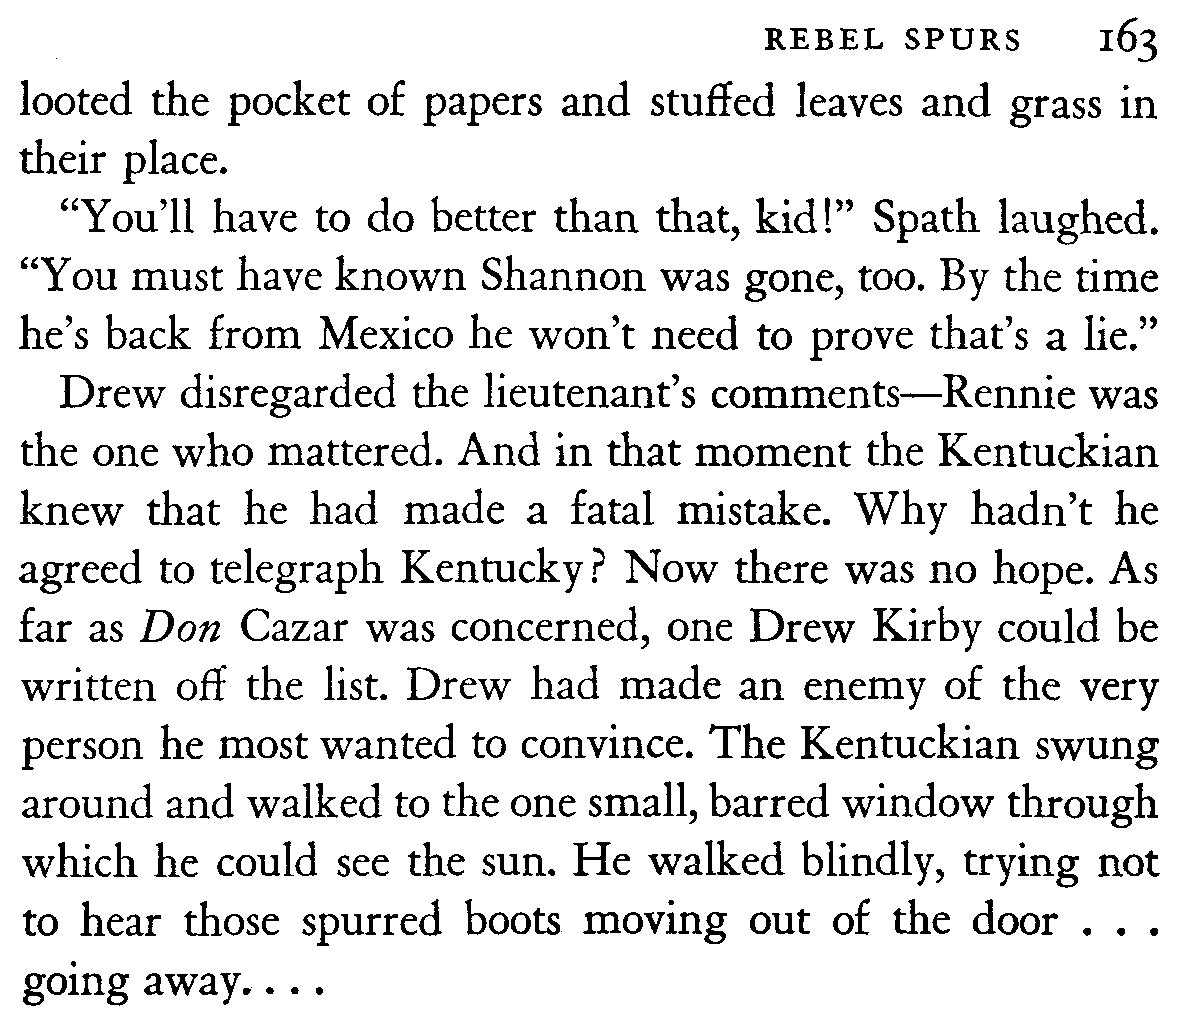 REBEL SPURS 163
looted the pocket of papers and stuffed leaves and grass in
their place.
“You’ll have to do better than that, kid!” Spath laughed.
“You must have known Shannon was gone, too. By the time
he’s back from Mexico he won’t need to prove that’s a lie.”
Drew disregarded the lieutenant’s comments—Rennie was
the one who mattered. And in that moment the Kentuckian
knew that he had made a fatal mistake. Why hadn’t he
agreed to telegraph Kentucky? Now there was no hope. As
far as Don Cazar was concerned, one Drew Kirby could be
written off the list. Drew had made an enemy of the very
person he most wanted to convince. The Kentuckian swung
around and walked to the one small, barred window through
which he could see the sun. He walked blindly, trying not
to hear those spurred boots moving out of the door . . .
going away. . . .